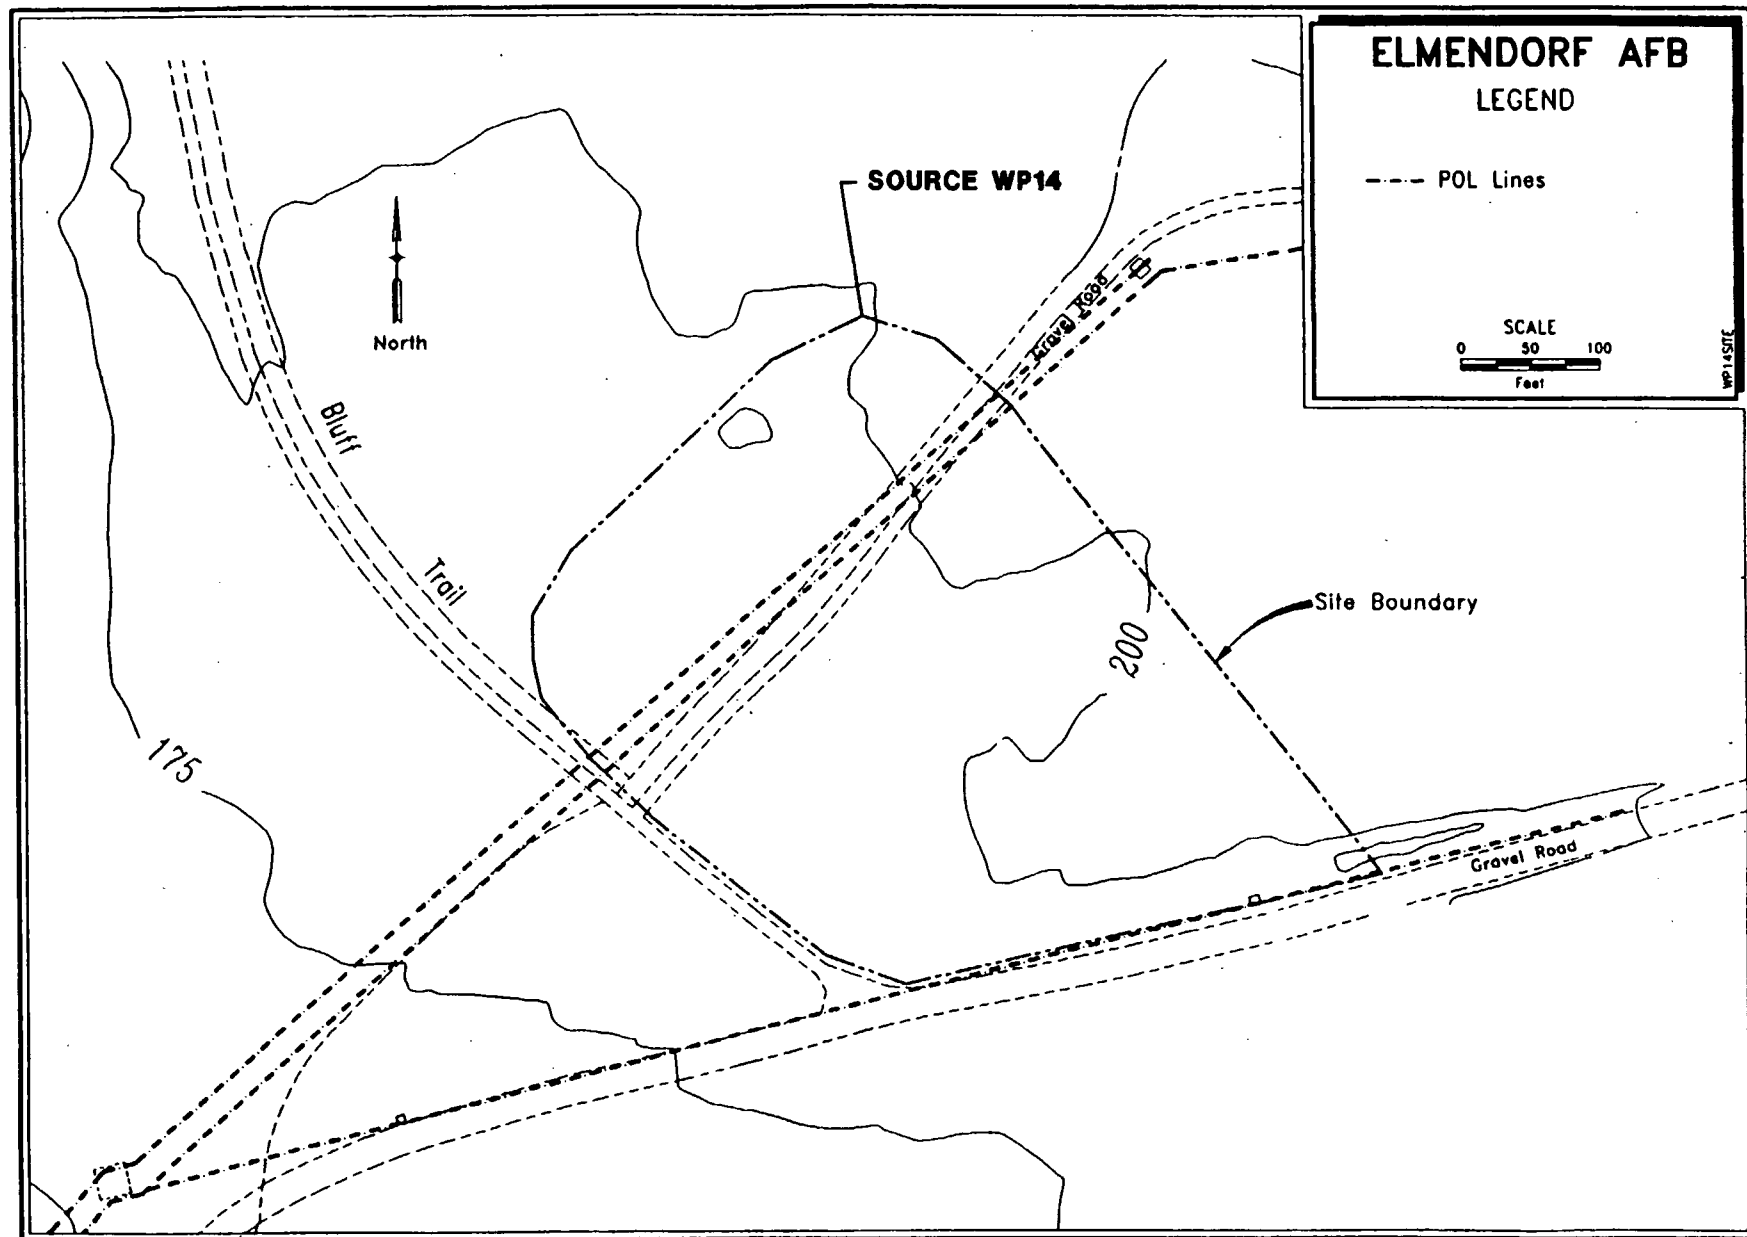 ELMENDORF AFB
LEGEND
POL Lines
SCALE
0 50 100
Feet
WP14SITE
SOURCE WP14
North
Gravel Road
Bluff
Trail
Site Boundary
200
175
Gravel Road